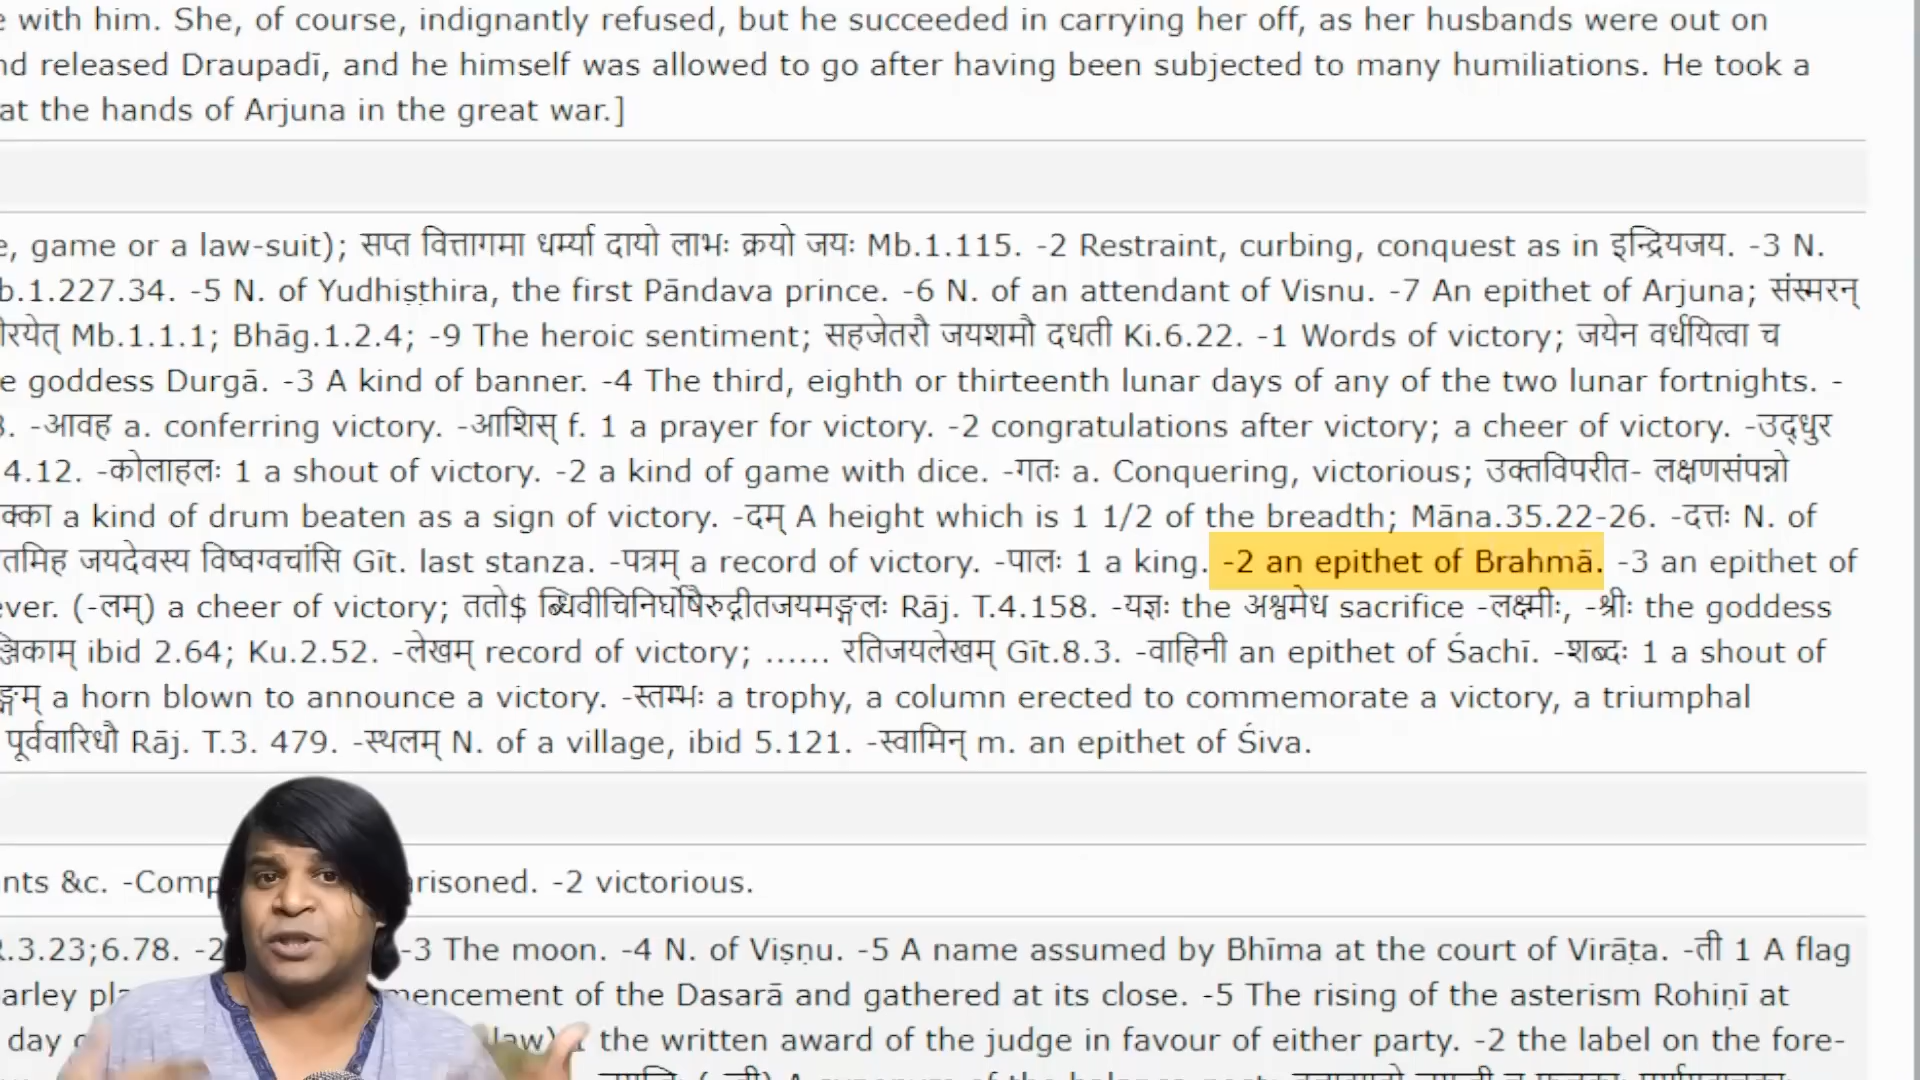 e with him. She, of course, indignantly refused, but he succeeded in carrying her off, as her husbands were out on
nd released Draupadī, and he himself was allowed to go after having been subjected to many humiliations. He took a
at the hands of Arjuna in the great war.]
e, game or a law-suit); सप्त वित्तागमा धर्म्या दायो लाभः क्रयो जयः Mb.1.115. -2 Restraint, curbing, conquest as in इन्द्रियजय. -3 N.
b.1.227.34. -5 N. of Yudhiṣṭhira, the first Pāndava prince. -6 N. of an attendant of Visnu. -7 An epithet of Arjuna; संस्मरन्
रयेत् Mb.1.1.1; Bhāg.1.2.4; -9 The heroic sentiment; सहजेतरौ जयशमौ दधती Ki.6.22. -1 Words of victory; जयेन वर्धयित्वा च
e goddess Durgā. -3 A kind of banner. -4 The third, eighth or thirteenth lunar days of any of the two lunar fortnights. -
3. -आवह a. conferring victory. -आशिस् f. 1 a prayer for victory. -2 congratulations after victory; a cheer of victory. -उद्धुर
4.12. -कोलाहलः 1 a shout of victory. -2 a kind of game with dice. -गतः a. Conquering, victorious; उक्तविपरीत- लक्षणसंपन्नो
क्का a kind of drum beaten as a sign of victory. -दम् A height which is 1 1/2 of the breadth; Māna.35.22-26. -दत्तः N. of
तमिह जयदेवस्य विष्वग्वचांसि Gīt. last stanza. -पत्रम् a record of victory. -पालः 1 a king. -2 an epithet of Brahmā. -3 an epithet of
ever. (-लम्) a cheer of victory; ततो$ Rāj. T.4.158. -यज्ञः the अश्वमेध sacrifice -लक्ष्मीः, -श्रीः the goddess
ञ्जिकाम् ibid 2.64; Ku.2.52. -लेखम् record of victory; ...... रतिजयलेखम् Gīt.8.3. -वाहिनी an epithet of Śachī. -शब्दः 1 a shout of
ङ्गम् a horn blown to announce a victory. -स्तम्भः a trophy, a column erected to commemorate a victory, a triumphal
पूर्ववारिधौ Rāj. T.3. 479. -स्थलम् N. of a village, ibid 5.121. -स्वामिन् m. an epithet of Śiva.
nts &c. -Comp arisoned. -2 victorious.
R.3.23;6.78. -2 -3 The moon. -4 N. of Viṣṇu. -5 A name assumed by Bhīma at the court of Virāṭa. -ती 1 A flag
arley pla mencement of the Dasarā and gathered at its close. -5 The rising of the asterism Rohiṇī at
day law) the written award of the judge in favour of either party. -2 the label on the fore-